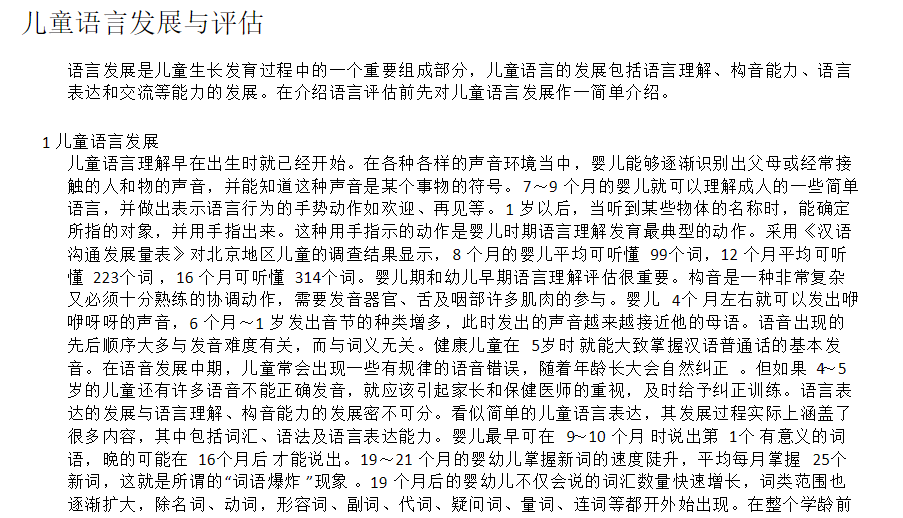 儿童语言发展与评估
语言发展是儿童生长发育过程中的一个重要组成部分，儿童语言的发展包括语言理解、构音能力、语言
表达和交流等能力的发展。在介绍语言评估前先对儿童语言发展作一简单介绍。
1 儿童语言发展
儿童语言理解早在出生时就已经开始。在各种各样的声音环境当中，婴儿能够逐渐识别出父母或经常接
触的人和物的声音，并能知道这种声音是某个事物的符号。7～9 个月的婴儿就可以理解成人的一些简单
语言，并做出表示语言行为的手势动作如欢迎、再见等。1 岁以后，当听到某些物体的名称时，能确定
所指的对象，并用手指出来。这种用手指示的动作是婴儿时期语言理解发育最典型的动作。采用《汉语
沟通发展量表》对北京地区儿童的调查结果显示，8 个月的婴儿平均可听懂 99个词，12 个月平均可听
懂 223个词 ，16 个月可听懂 314个词。婴儿期和幼儿早期语言理解评估很重要。构音是一种非常复杂
又必须十分熟练的协调动作，需要发音器官、舌及咽部许多肌肉的参与。婴儿 4个 月左右就可以发出咿
咿呀呀的声音，6 个月～1 岁发出音节的种类增多，此时发出的声音越来越接近他的母语。语音出现的
先后顺序大多与发音难度有关，而与词义无关。健康儿童在 5岁时 就能大致掌握汉语普通话的基本发
音。在语音发展中期，儿童常会出现一些有规律的语音错误，随着年龄长大会自然纠正 。但如果 4~5
岁的儿童还有许多语音不能正确发音，就应该引起家长和保健医师的重视，及时给予纠正训练。语言表
达的发展与语言理解、构音能力的发展密不可分。看似简单的儿童语言表达，其发展过程实际上涵盖了
很多内容，其中包括词汇、语法及语言表达能力。婴儿最早可在 9~10 个月 时说出第 1个 有意义的词
语，晚的可能在 16个月后 才能说出。19～21 个月的婴幼儿掌握新词的速度陡升，平均每月掌握 25个
新词，这就是所谓的“词语爆炸 ”现象 。19 个月后的婴幼儿不仅会说的词汇数量快速增长，词类范围也
逐渐扩大，除名词、动词，形容词、副词、代词、疑问词、量词、连词等都开外始出现。在整个学龄前